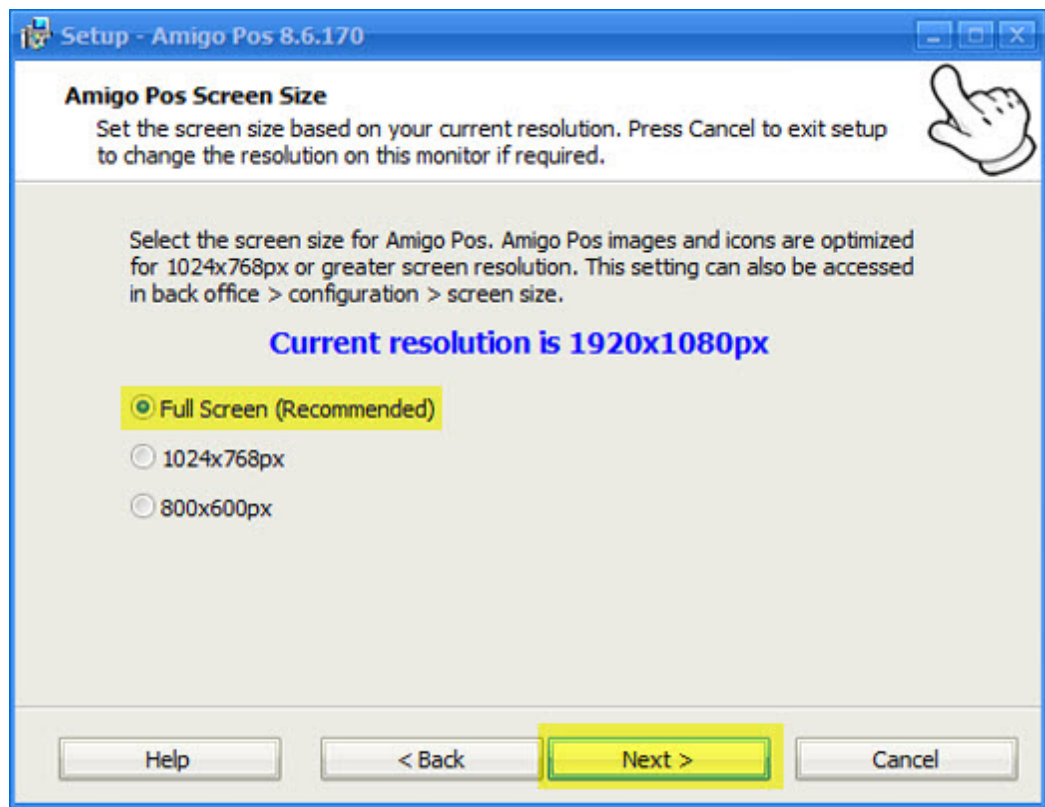 Setup - Amigo Pos 8.6.170
Amigo Pos Screen Size
Set the screen size based on your current resolution. Press Cancel to exit setup
to change the resolution on this monitor if required.
Select the screen size for Amigo Pos. Amigo Pos images and icons are optimized
for 1024x768px or greater screen resolution. This setting can also be accessed
in back office > configuration > screen size.
Current resolution is 1920x1080px
Full Screen (Recommended)
1024x768px
800x600px
Help
< Back
Next >
Cancel